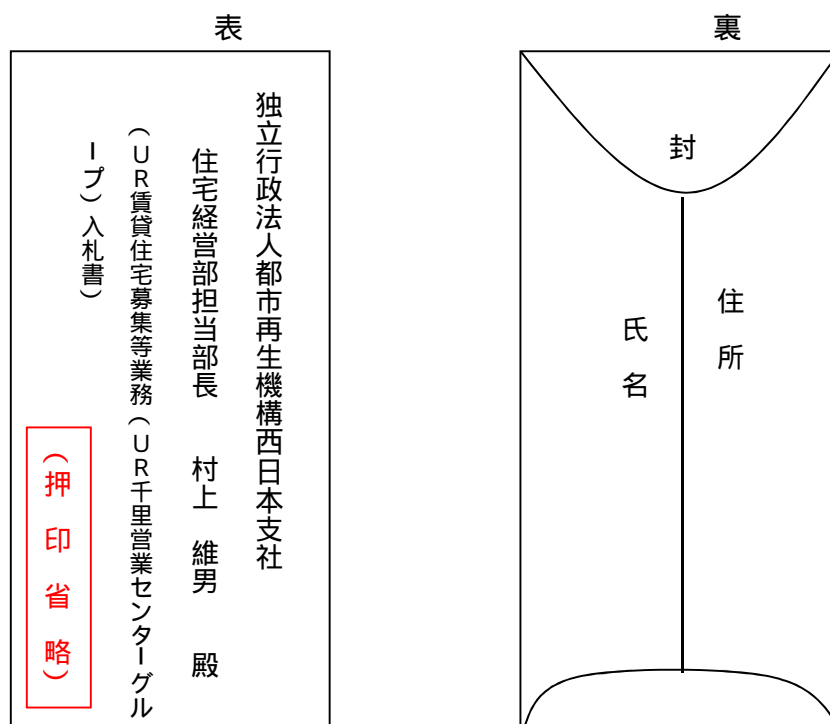 表
独立行政法人都市再生機構西日本支社
住宅経営部担当部長　村上　維男　殿
(UR賃貸住宅募集等業務(UR千里営業センターグル
ープ)入札書)
(押印省略)
裏
封
住所
氏名